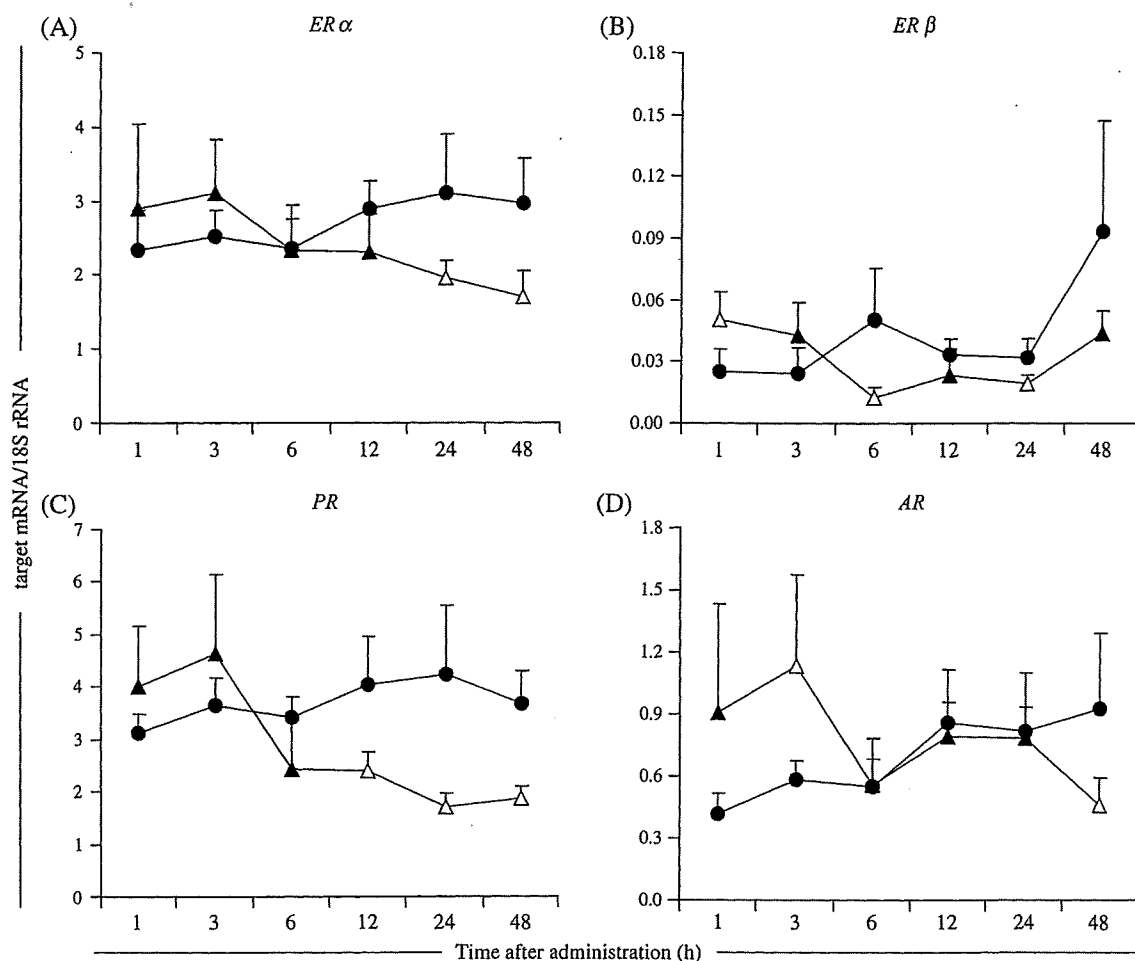 (A)
ER α
5
4
3
2
1
0
1 3 6 12 24 48
(B)
ER β
0.18
0.15
0.12
0.09
0.06
0.03
0.00
1 3 6 12 24 48
(C)
PR
7
6
5
4
3
2
1
0
1 3 6 12 24 48
(D)
AR
1.8
1.5
1.2
0.9
0.6
0.3
0.0
1 3 6 12 24 48
target mRNA/18S rRNA
Time after administration (h)